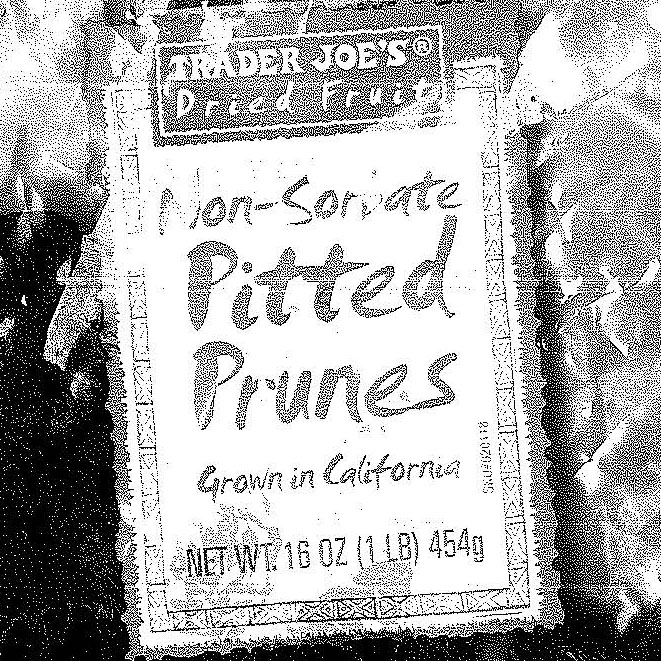 TRADER JOE'S®
Dried Fruit
Non-Sorbate
Pitted
Prunes
Grown in California
NET WT. 16 OZ (1 LB) 454g